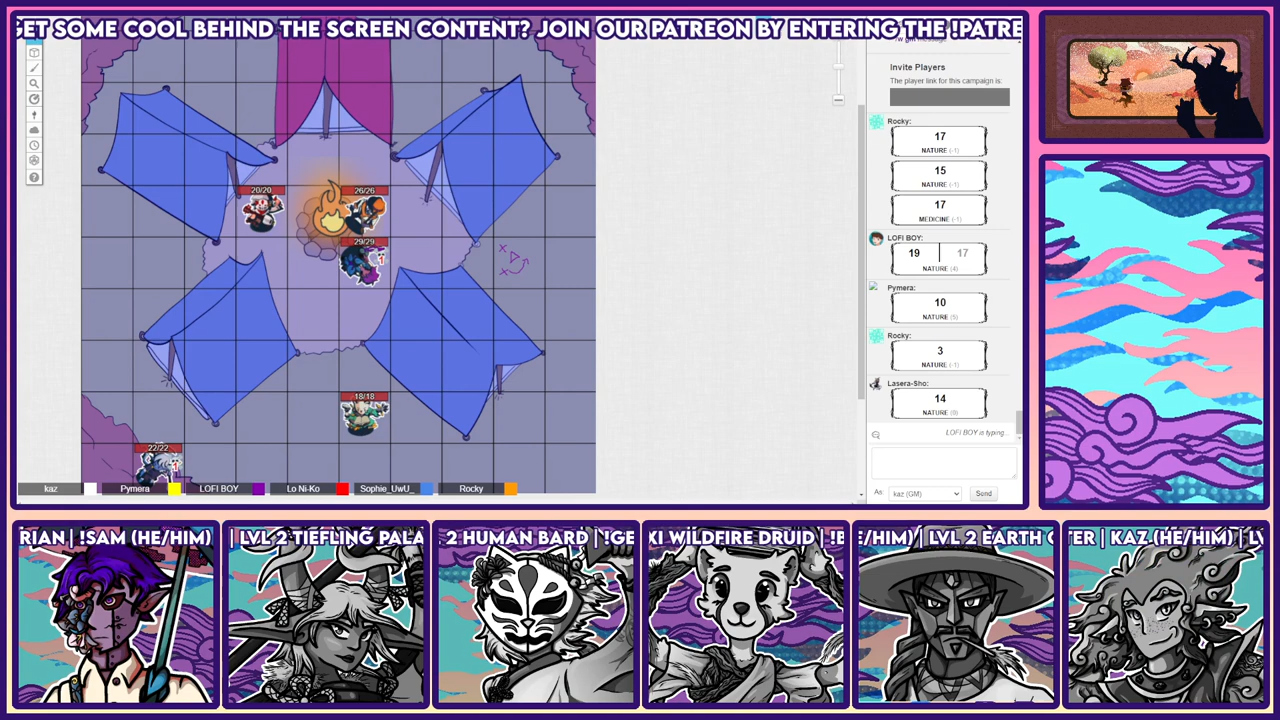 GET SOME COOL BEHIND THE SCREEN CONTENT? JOIN OUR PATREON BY ENTERING THE !PATRE
Invite Players
The player link for this campaign is:
Rocky:
17
NATURE (-1)
15
NATURE (-1)
17
MEDICINE (-1)
LOFI BOY:
19 17
NATURE (4)
Pymera:
10
NATURE (5)
Rocky:
3
NATURE (-1)
Lasera-Sho:
14
NATURE (0)
LOFI BOY is typing...
As: kaz (GM) Send
20/20
26/26
29/29
18/18
22/22
kaz Pymera LOFI BOY Lo Ni-Ko Sophie_UwU_ Rocky
RIAN | !SAM (HE/HIM)
| LVL 2 TIEFLING PALA
2 HUMAN BARD | !GE
XI WILDFIRE DRUID | !B
E/HIM) | LVL 2 EARTH G
TER | KAZ (HE/HIM) | LV